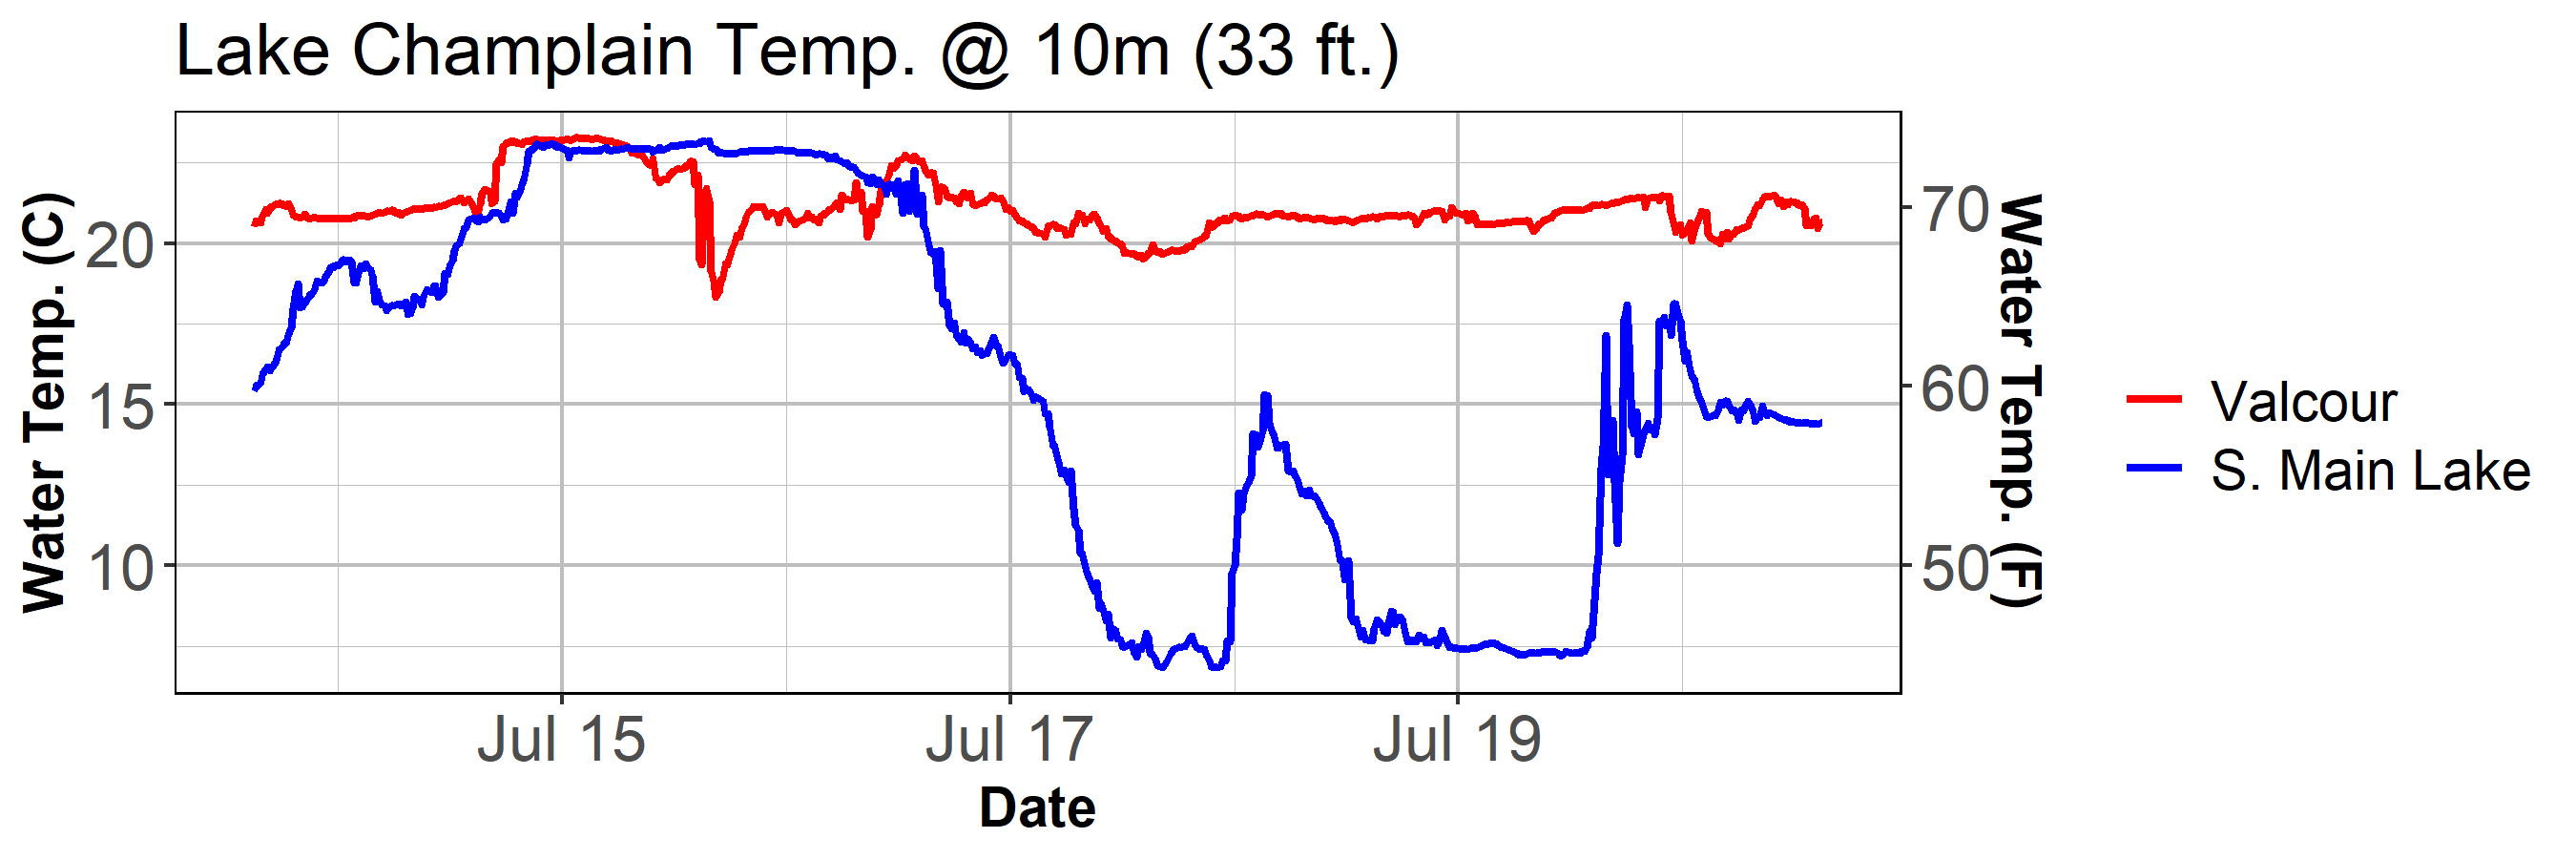 Lake Champlain Temp. @ 10m (33 ft.)
Water Temp. (C)
20
15
10
70
60
50
Water Temp. (F)
Jul 15
Jul 17
Jul 19
Date
Valcour
S. Main Lake